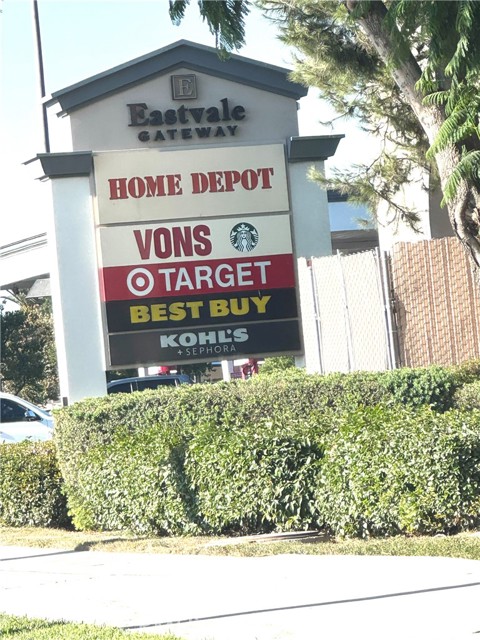 E
Eastvale
GATEWAY
HOME DEPOT
VONS
TARGET
BEST BUY
KOHL'S
+ SEPHORA